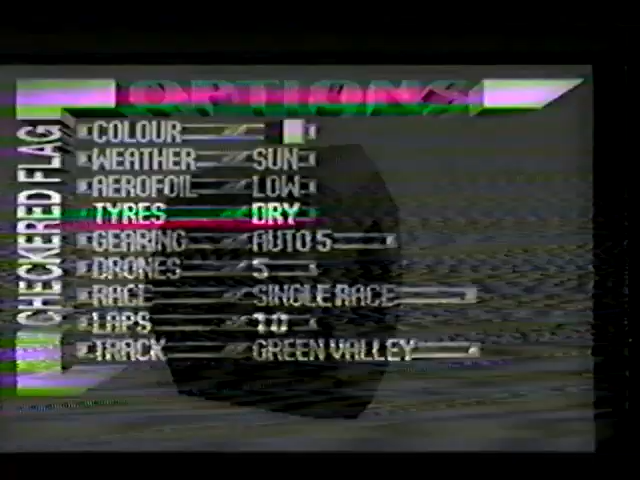 OPTIONS
CHECKERED FLAG
COLOUR
WEATHER SUN
AEROFOIL LOW
TYRES DRY
GEARING AUTO 5
DRONES 5
RACE SINGLE RACE
LAPS 10
TRACK GREEN VALLEY